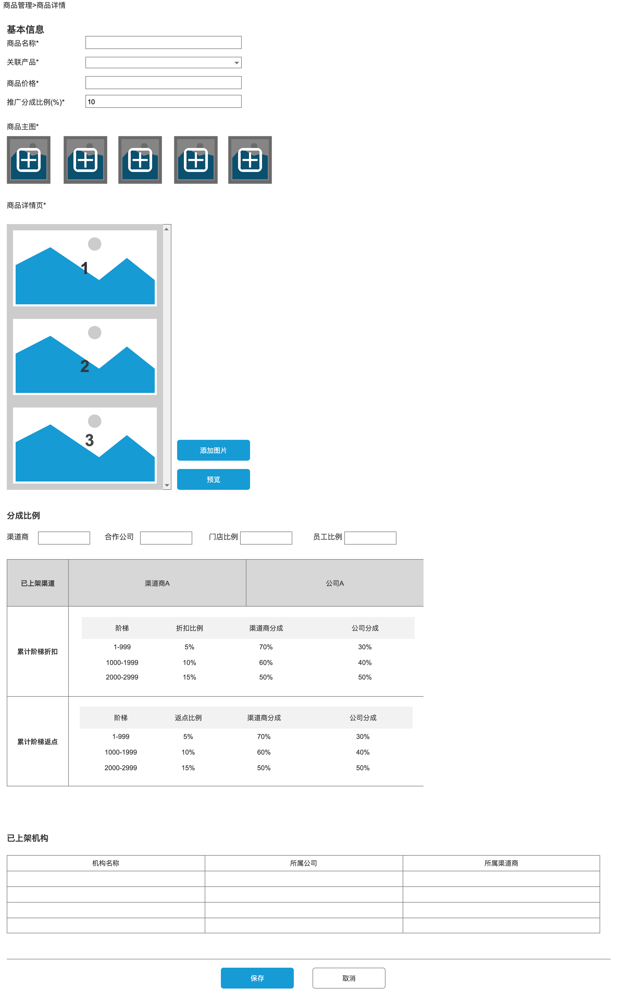 商品管理>商品详情
基本信息
商品名称*
关联产品*
商品价格*
推广分成比例(%)* 10
商品主图*
商品详情页*
1
2
3
添加图片
预览
分成比例
渠道商 合作公司 门店比例 员工比例
已上架渠道 渠道商A 公司A
阶梯 折扣比例 渠道商分成 公司分成
1-999 5% 70% 30%
累计阶梯折扣
1000-1999 10% 60% 40%
2000-2999 15% 50% 50%
阶梯 返点比例 渠道商分成 公司分成
1-999 5% 70% 30%
累计阶梯返点
1000-1999 10% 60% 40%
2000-2999 15% 50% 50%
已上架机构
机构名称 所属公司 所属渠道商
保存 取消